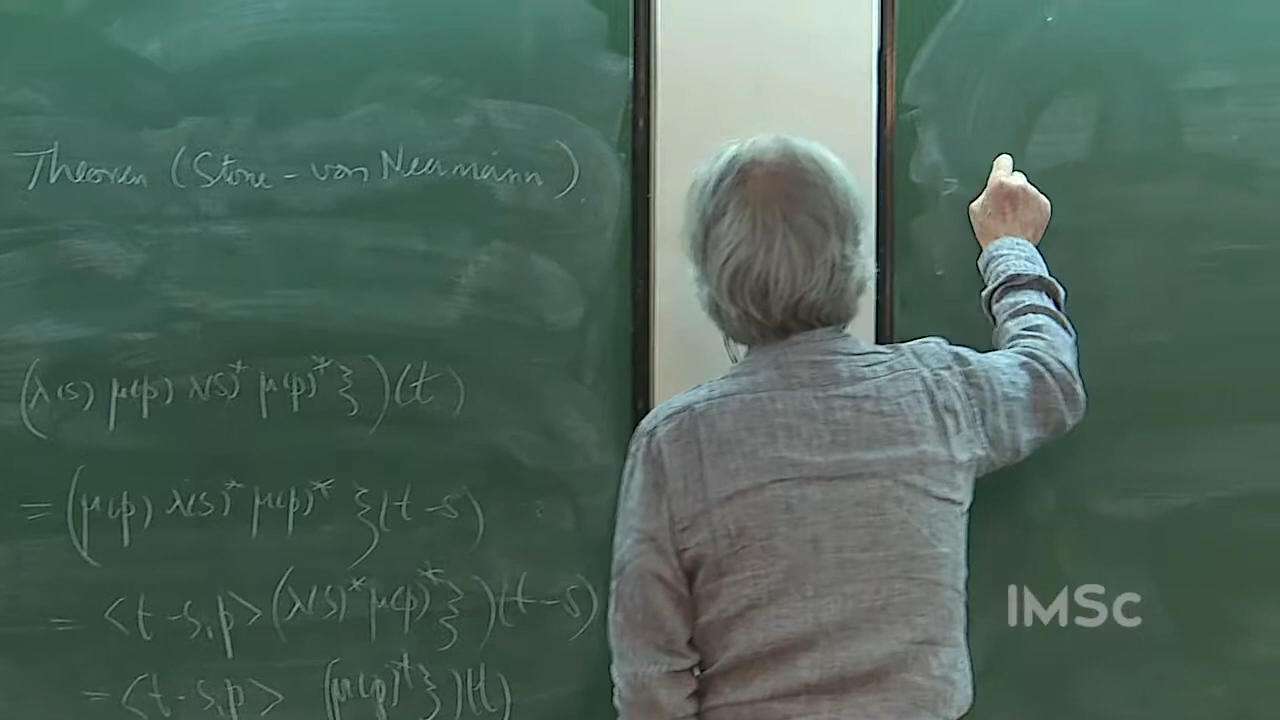 Theorem (Stone - von Neumann).
(λ(s) μ(p) λ(s)* μ(p)* ξ)(t)
= (μ(p) λ(s)* μ(p)* ξ(t-s)
= <t-s,p>(λ(s)* μ(p)* ξ)(t-s)
= <t-s,p> (μ(p)* ξ)(t)
IMSc